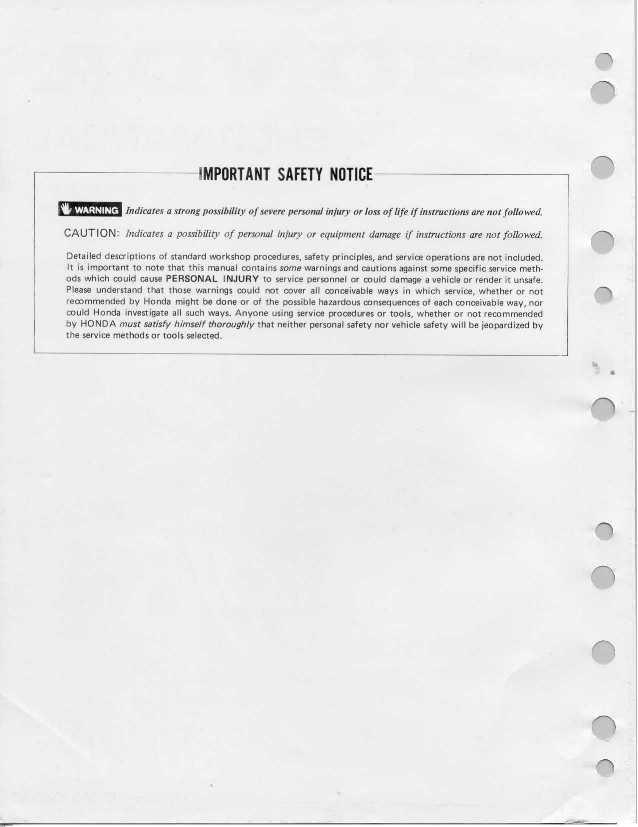 IMPORTANT SAFETY NOTICE
WARNING Indicates a strong possibility of severe personal injury or loss of life if instructions are not followed.
CAUTION: Indicates a possibility of personal injury or equipment damage if instructions are not followed.
Detailed descriptions of standard workshop procedures, safety principles, and service operations are not included.
It is important to note that this manual contains some warnings and cautions against some specific service meth-
ods which could cause PERSONAL INJURY to service personnel or could damage a vehicle or render it unsafe.
Please understand that those warnings could not cover all conceivable ways in which service, whether or not
recommended by Honda might be done or of the possible hazardous consequences of each conceivable way, nor
could Honda investigate all such ways. Anyone using service procedures or tools, whether or not recommended
by HONDA must satisfy himself thoroughly that neither personal safety nor vehicle safety will be jeopardized by
the service methods or tools selected.